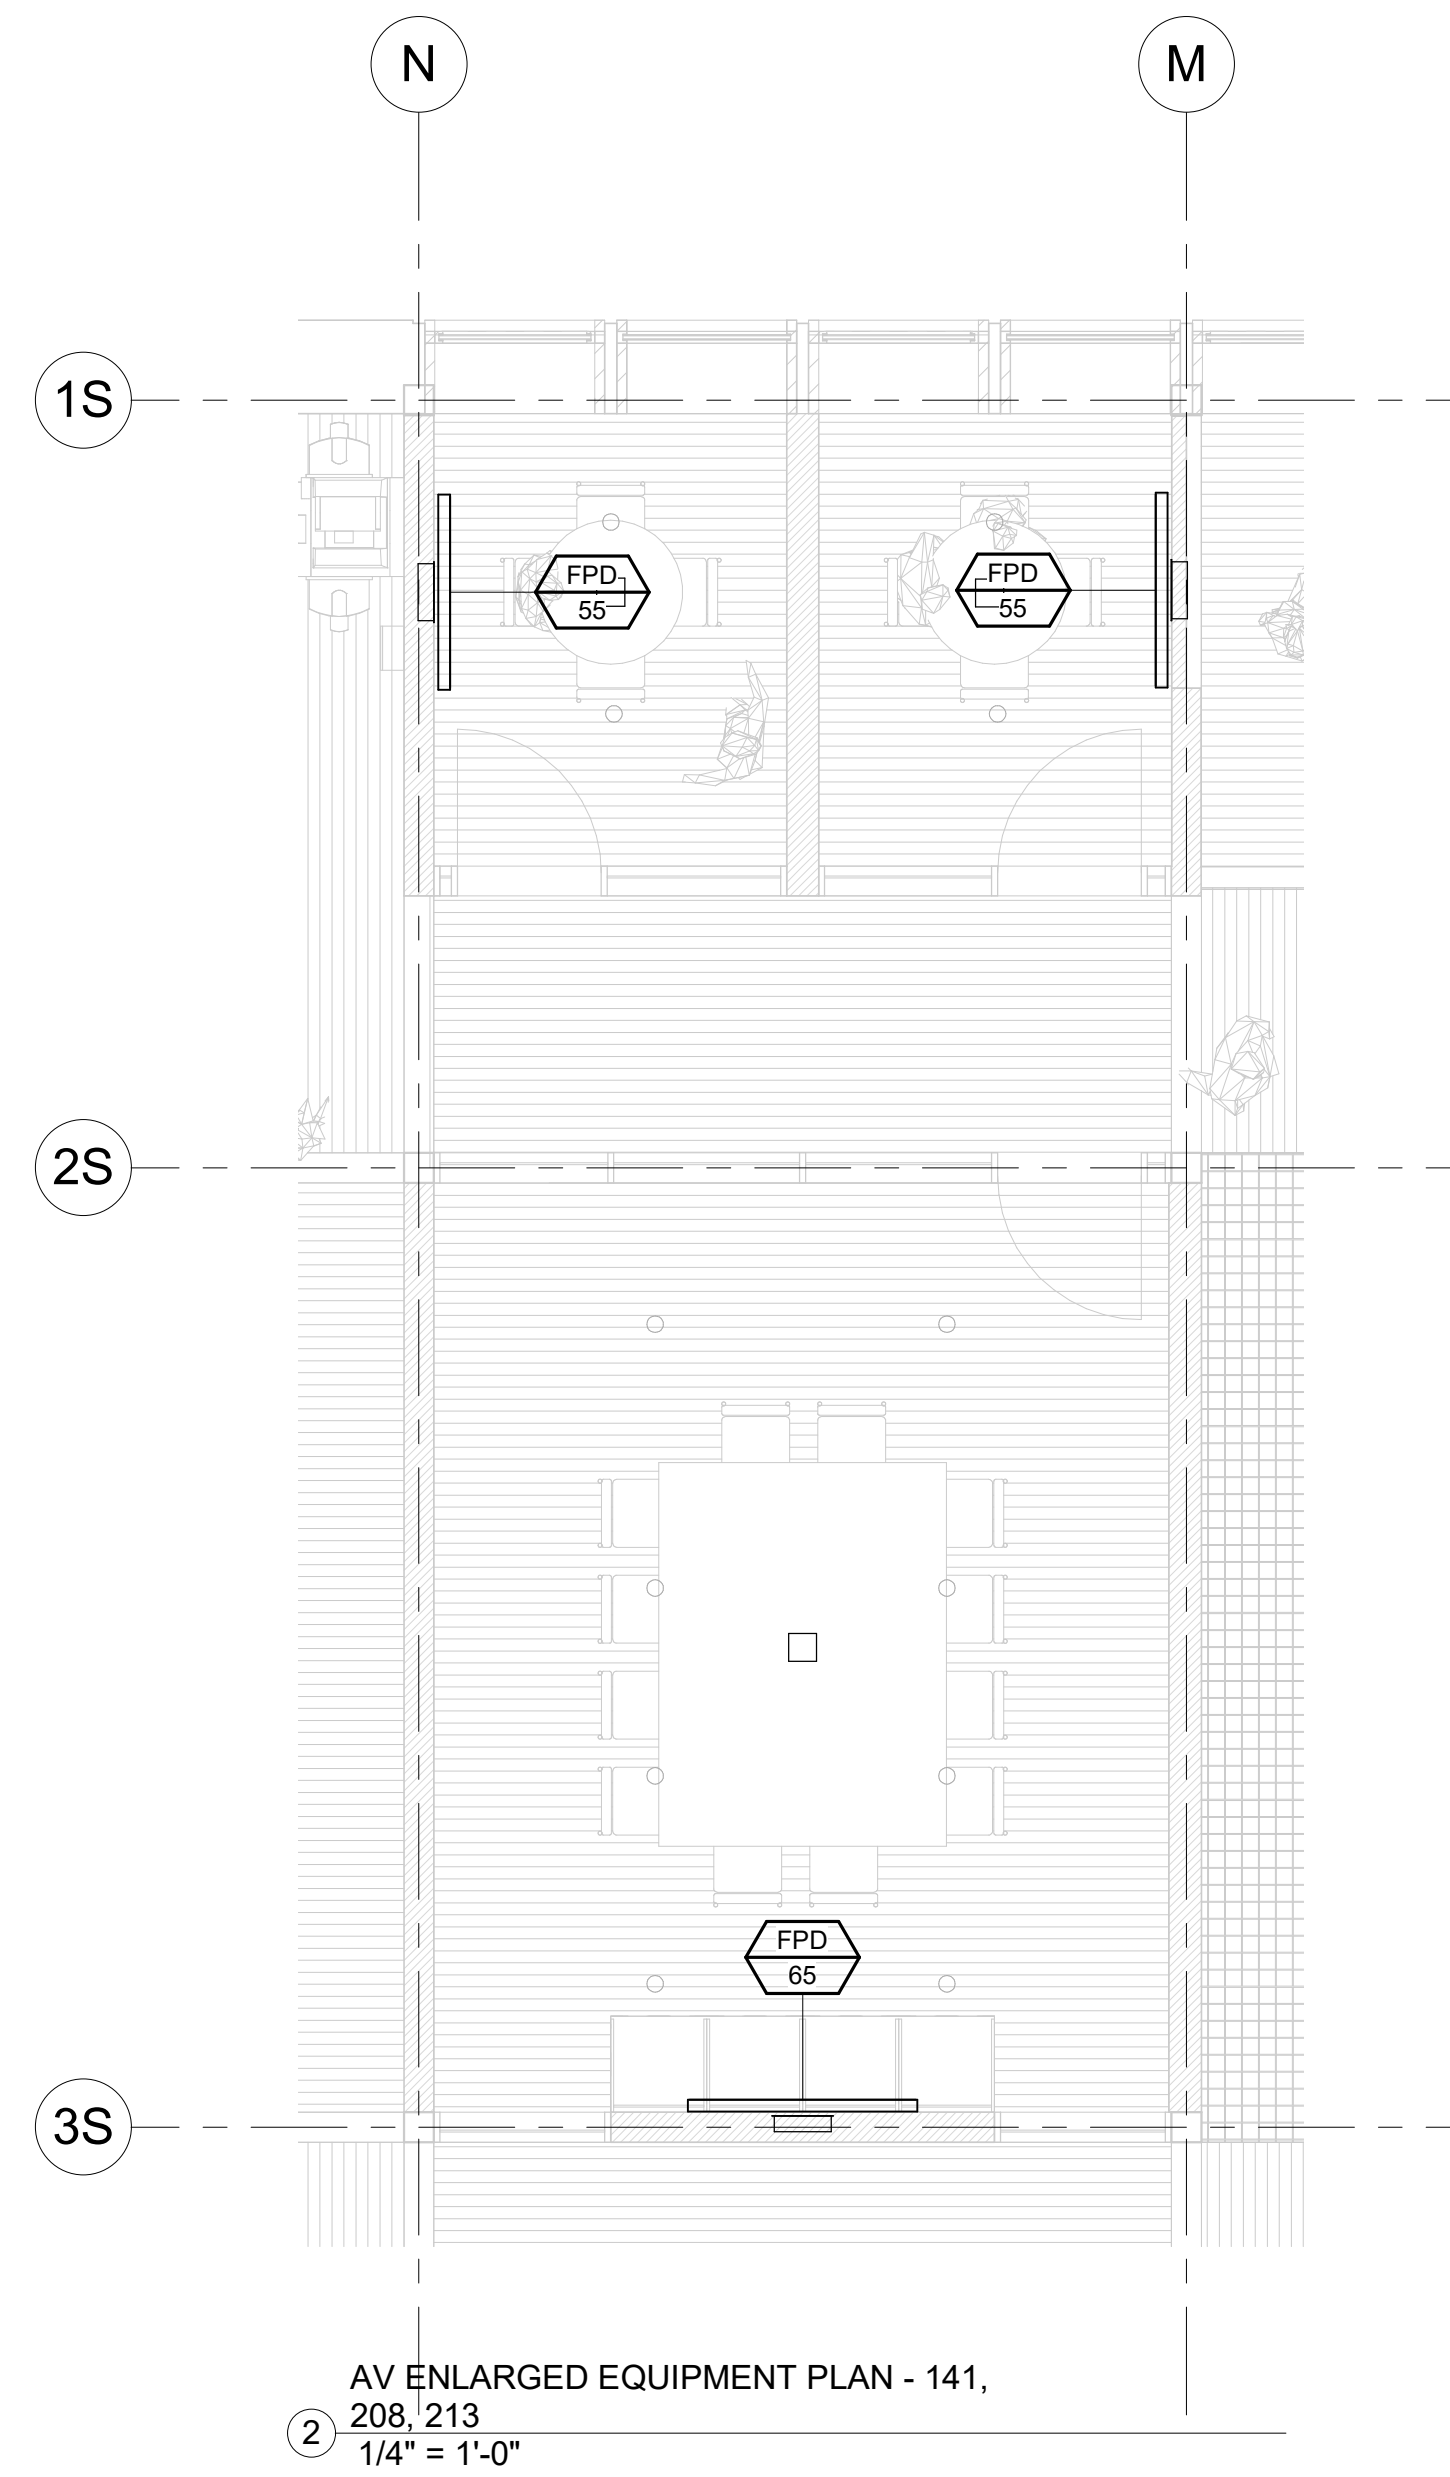 N
M
1S
FPD
55
FPD
55
2S
FPD
65
3S
AV ENLARGED EQUIPMENT PLAN - 141,
208, 213
2
1/4" = 1'-0"